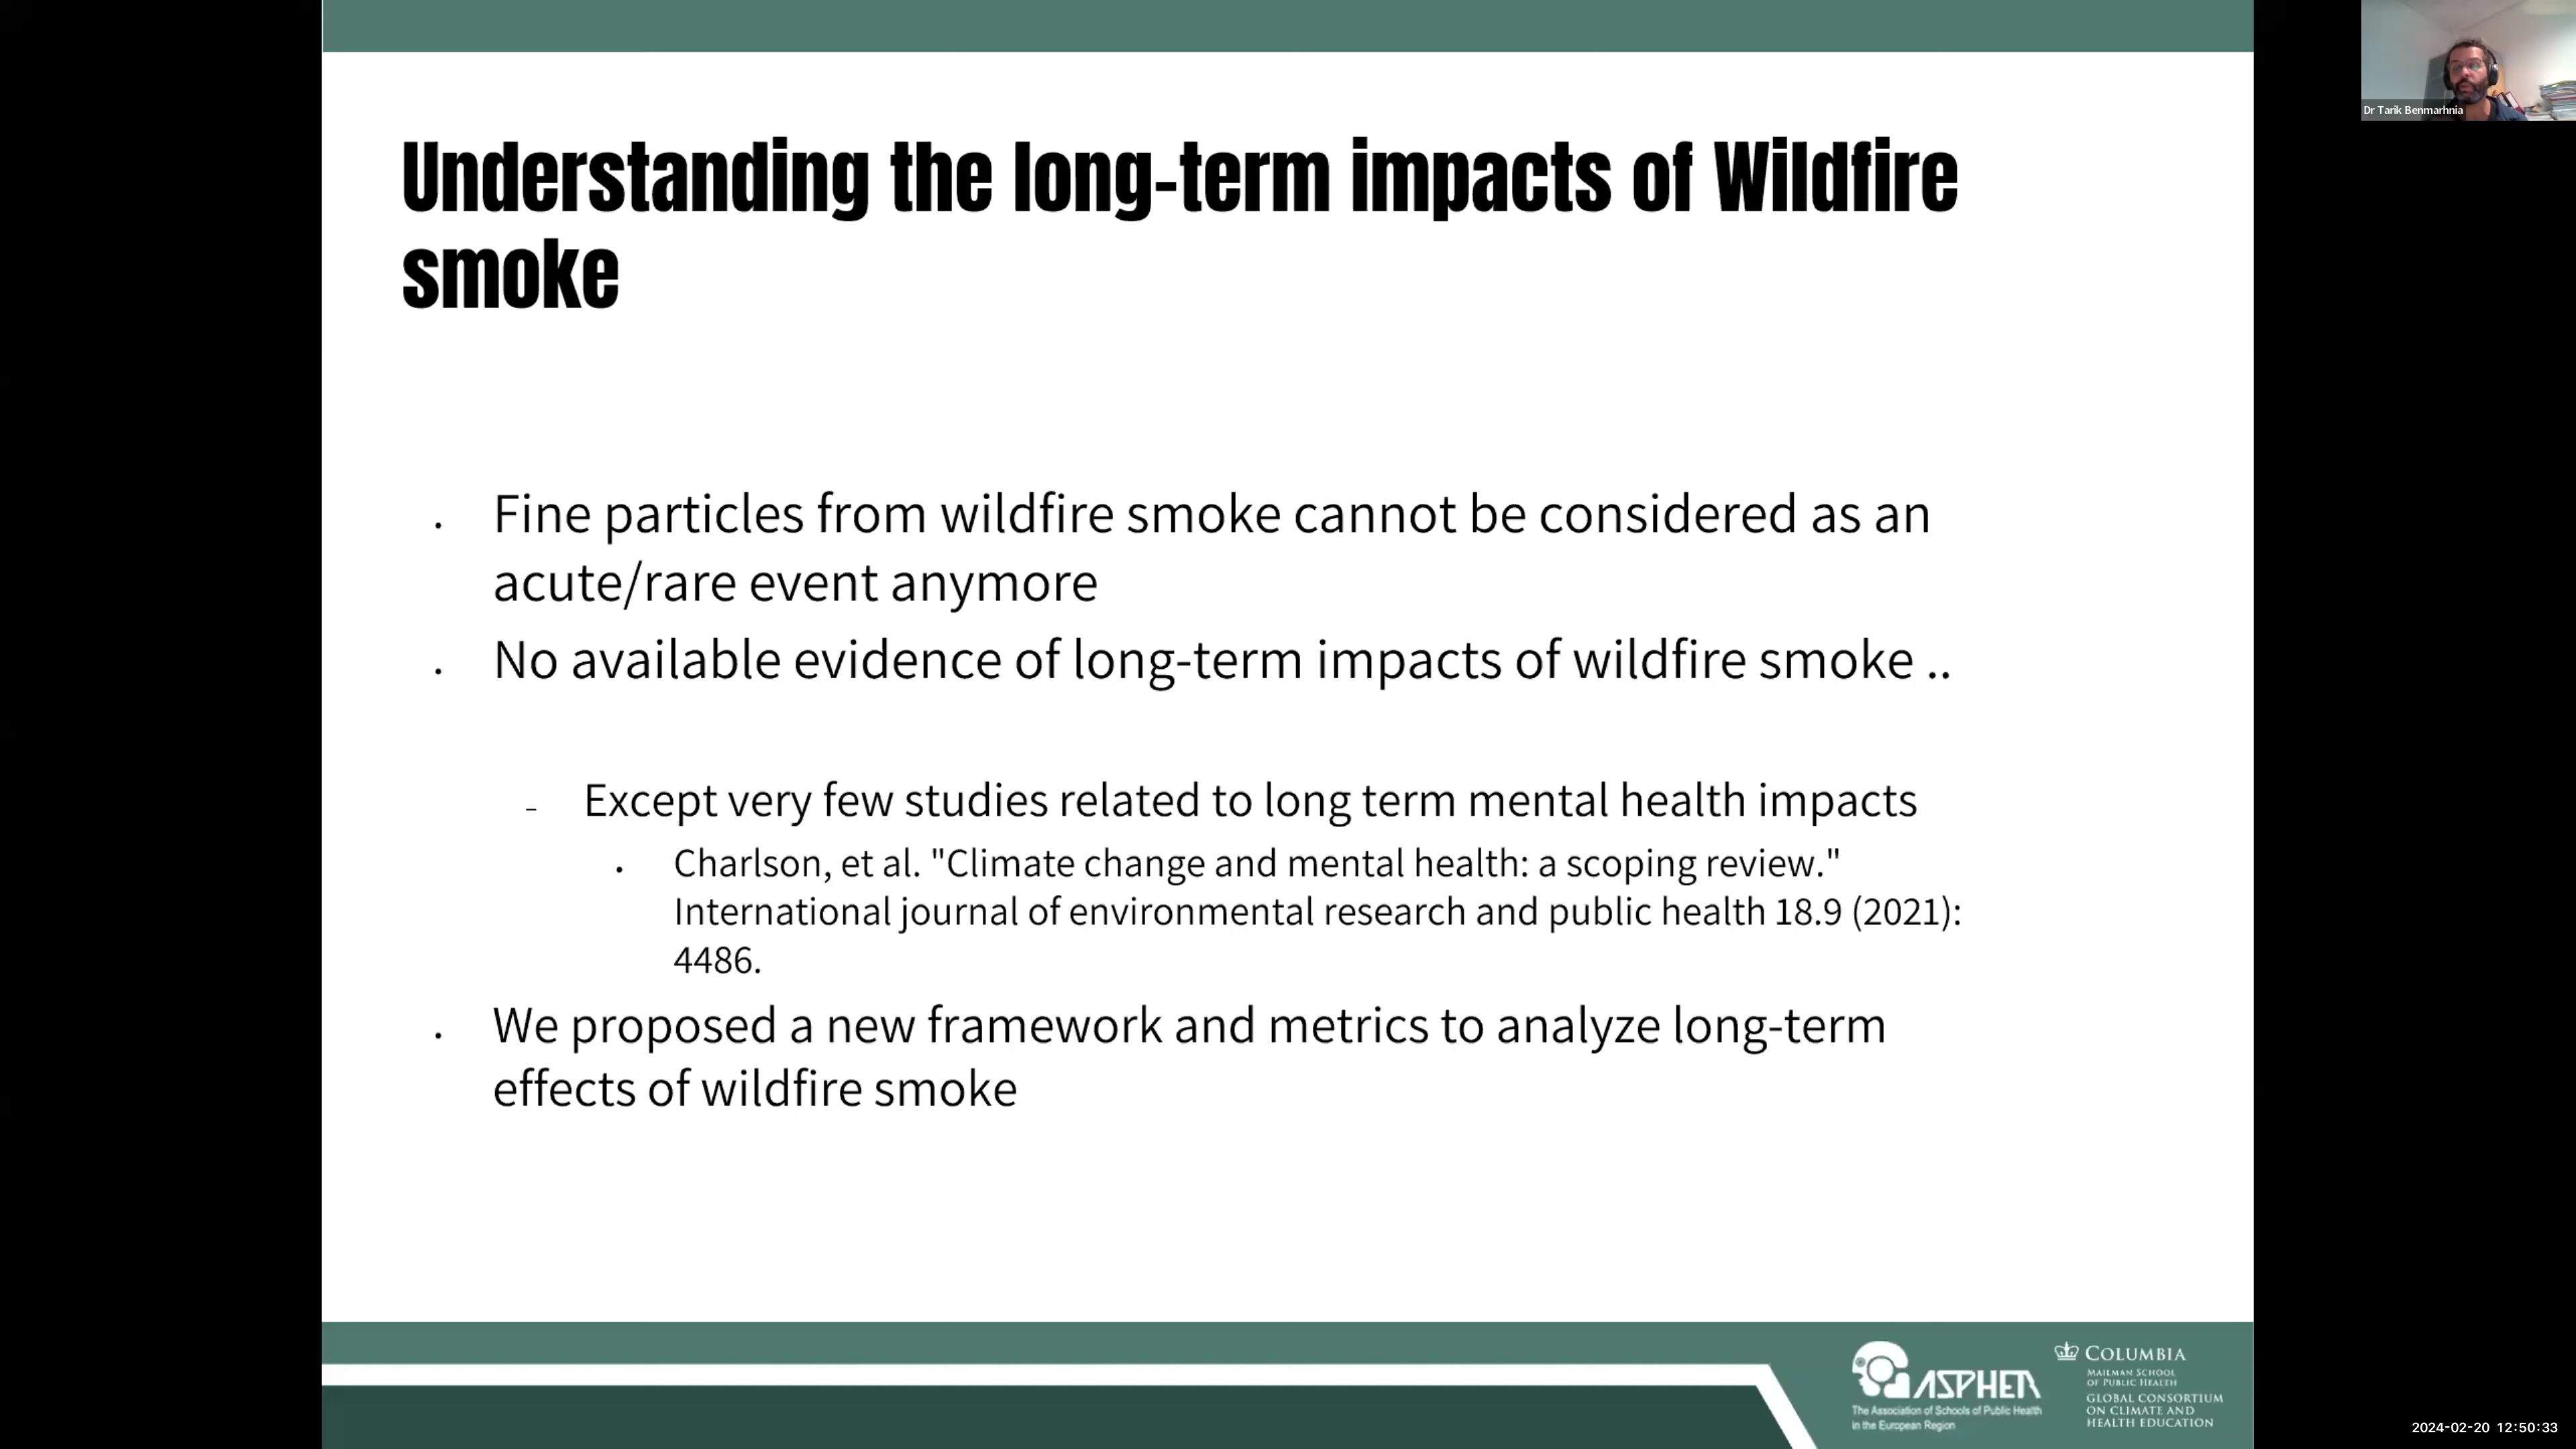 Dr Tarik Benmarhnia
Understanding the long-term impacts of Wildfire
smoke
. Fine particles from wildfire smoke cannot be considered as an
acute/rare event anymore
. No available evidence of long-term impacts of wildfire smoke ..
– Except very few studies related to long term mental health impacts
• Charlson, et al. "Climate change and mental health: a scoping review."
International journal of environmental research and public health 18.9 (2021):
4486.
. We proposed a new framework and metrics to analyze long-term
effects of wildfire smoke
ASPHER
The Association of Schools of Public Health
in the European Region
COLUMBIA
MAILMAN SCHOOL
OF PUBLIC HEALTH
GLOBAL CONSORTIUM
ON CLIMATE AND
HEALTH EDUCATION
2024-02-20 12:50:33